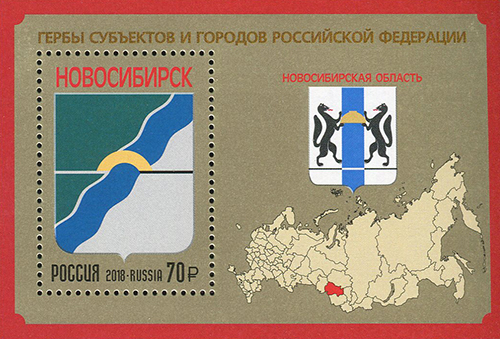 ГЕРБЫ СУБЪЕКТОВ И ГОРОДОВ РОССИЙСКОЙ ФЕДЕРАЦИИ
НОВОСИБИРСК
РОССИЯ 2018·RUSSIA 70 ₽
НОВОСИБИРСКАЯ ОБЛАСТЬ